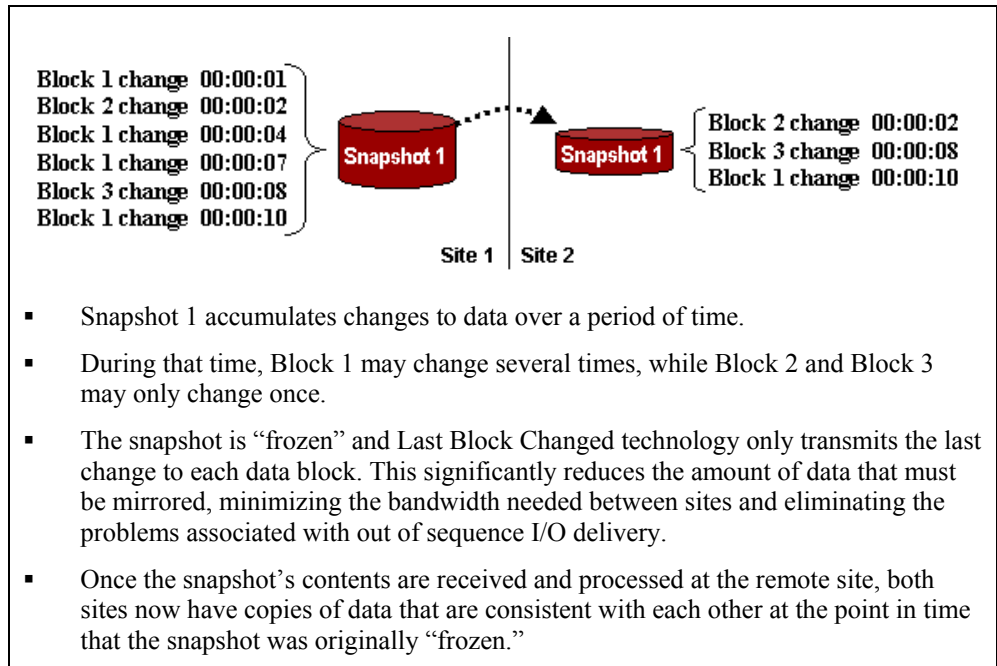 Block 1 change 00:00:01
Block 2 change 00:00:02
Block 1 change 00:00:04
Block 1 change 00:00:07
Block 3 change 00:00:08
Block 1 change 00:00:10
Snapshot 1
Snapshot 1
Block 2 change 00:00:02
Block 3 change 00:00:08
Block 1 change 00:00:10
Site 1
Site 2
▪ Snapshot 1 accumulates changes to data over a period of time.
▪ During that time, Block 1 may change several times, while Block 2 and Block 3
may only change once.
▪ The snapshot is “frozen” and Last Block Changed technology only transmits the last
change to each data block. This significantly reduces the amount of data that must
be mirrored, minimizing the bandwidth needed between sites and eliminating the
problems associated with out of sequence I/O delivery.
▪ Once the snapshot’s contents are received and processed at the remote site, both
sites now have copies of data that are consistent with each other at the point in time
that the snapshot was originally “frozen.”